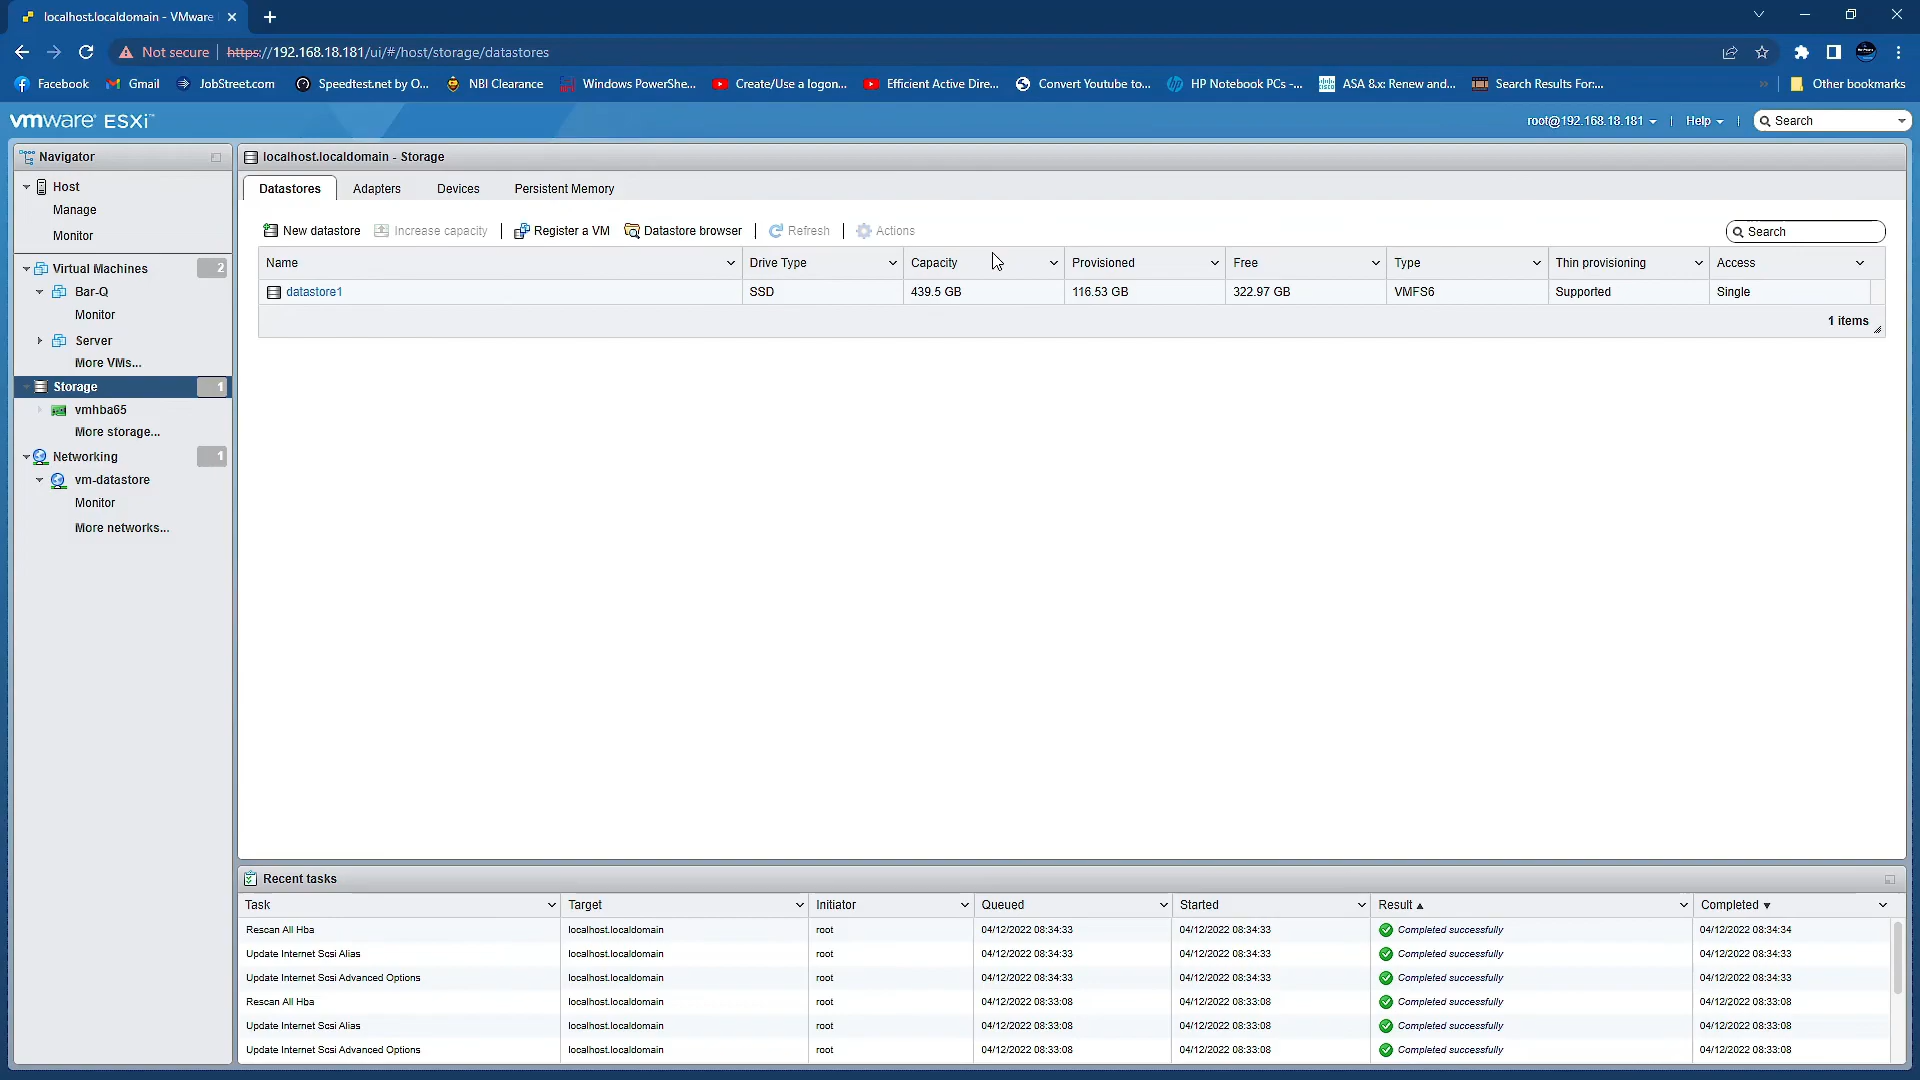 localhost.localdomain - VMware
Not secure https://192.168.18.181/ui/#/host/storage/datastores
Facebook Gmail JobStreet.com Speedtest.net by O... NBI Clearance Windows PowerShe... Create/Use a logon... Efficient Active Dire... Convert Youtube to... HP Notebook PCs -... ASA 8.x: Renew and... Search Results For:... » Other bookmarks
vmware ESXi™ root@192.168.18.181 | Help | Search
Navigator
Host
Manage
Monitor
Virtual Machines 2
Bar-Q
Monitor
Server
More VMs...
Storage 1
vmhba65
More storage...
Networking 1
vm-datastore
Monitor
More networks...
localhost.localdomain - Storage
Datastores Adapters Devices Persistent Memory
New datastore Increase capacity | Register a VM Datastore browser | Refresh | Actions Search
Name Drive Type Capacity Provisioned Free Type Thin provisioning Access
datastore1 SSD 439.5 GB 116.53 GB 322.97 GB VMFS6 Supported Single
1 items
Recent tasks
Task Target Initiator Queued Started Result ▲ Completed ▼
Rescan All Hba localhost.localdomain root 04/12/2022 08:34:33 04/12/2022 08:34:33 Completed successfully 04/12/2022 08:34:34
Update Internet Scsi Alias localhost.localdomain root 04/12/2022 08:34:33 04/12/2022 08:34:33 Completed successfully 04/12/2022 08:34:33
Update Internet Scsi Advanced Options localhost.localdomain root 04/12/2022 08:34:33 04/12/2022 08:34:33 Completed successfully 04/12/2022 08:34:33
Rescan All Hba localhost.localdomain root 04/12/2022 08:33:08 04/12/2022 08:33:08 Completed successfully 04/12/2022 08:33:08
Update Internet Scsi Alias localhost.localdomain root 04/12/2022 08:33:08 04/12/2022 08:33:08 Completed successfully 04/12/2022 08:33:08
Update Internet Scsi Advanced Options localhost.localdomain root 04/12/2022 08:33:08 04/12/2022 08:33:08 Completed successfully 04/12/2022 08:33:08